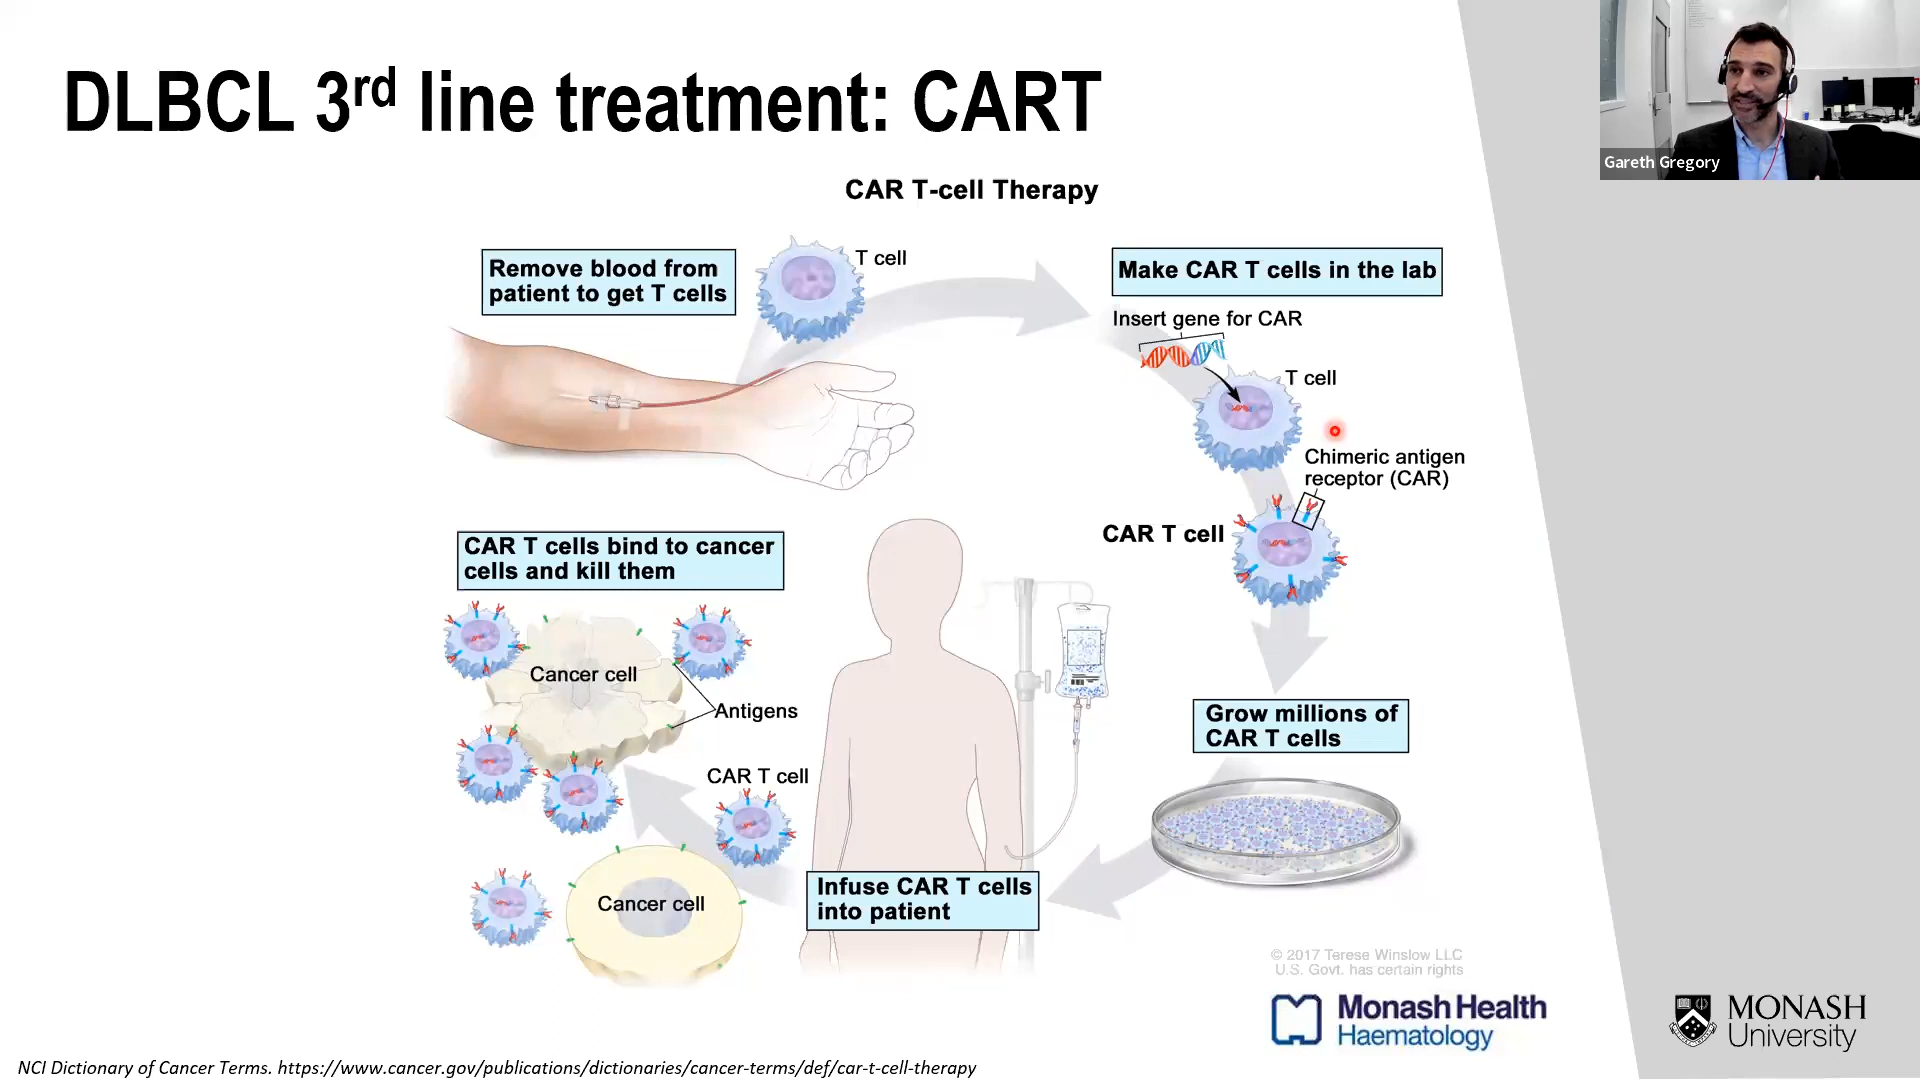 DLBCL 3rd line treatment: CART
Gareth Gregory
CAR T-cell Therapy
Remove blood from
patient to get T cells
T cell
Make CAR T cells in the lab
Insert gene for CAR
T cell
Chimeric antigen
receptor (CAR)
CAR T cell
CAR T cells bind to cancer
cells and kill them
Cancer cell
Antigens
Grow millions of
CAR T cells
CAR T cell
Infuse CAR T cells
into patient
Cancer cell
© 2017 Terese Winslow LLC
U.S. Govt. has certain rights
Monash Health
Haematology
MONASH
University
NCI Dictionary of Cancer Terms. https://www.cancer.gov/publications/dictionaries/cancer-terms/def/car-t-cell-therapy